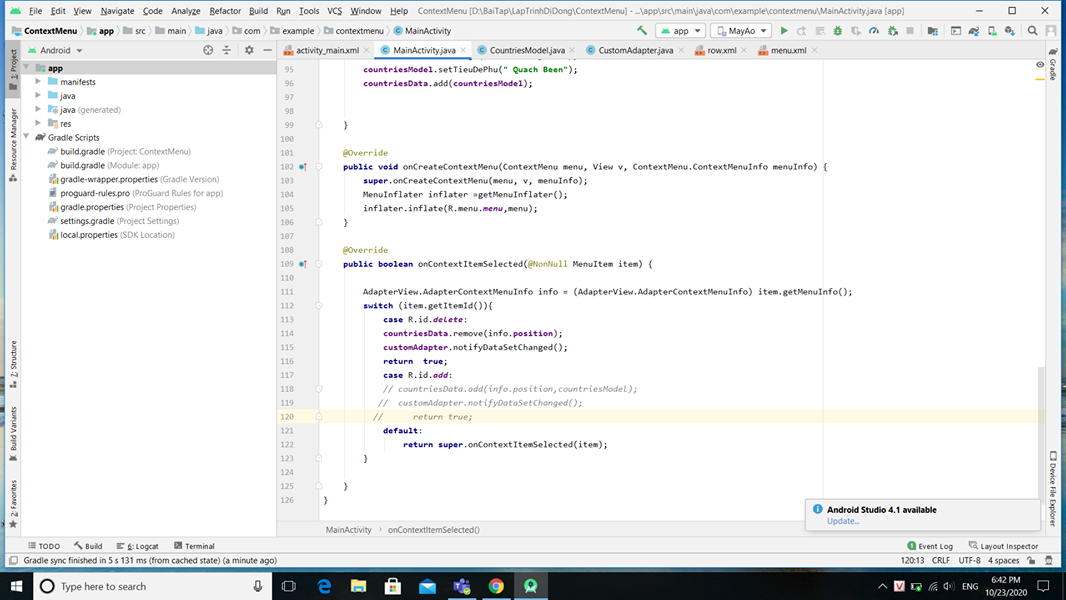 File Edit View Navigate Code Analyze Refactor Build Run Tools VCS Window Help ContextMenu [D:\BaiTap\LapTrinhDiDong\ContextMenu] - ...\app\src\main\java\com\example\contextmenu\MainActivity.java [app]
ContextMenu app src main java com example contextmenu MainActivity app MayAo
Android
activity_main.xml MainActivity.java CountriesModel.java CustomAdapter.java row.xml menu.xml
1: Project
Resource Manager
7: Structure
Build Variants
2: Favorites
app
manifests
java
java (generated)
res
Gradle Scripts
build.gradle (Project: ContextMenu)
build.gradle (Module: app)
gradle-wrapper.properties (Gradle Version)
proguard-rules.pro (ProGuard Rules for app)
gradle.properties (Project Properties)
settings.gradle (Project Settings)
local.properties (SDK Location)
95 countriesModel.setTieuDePhu(" Quach Been");
96 countriesData.add(countriesModel);
97
98
99 }
100
101 @Override
102 public void onCreateContextMenu(ContextMenu menu, View v, ContextMenu.ContextMenuInfo menuInfo) {
103 super.onCreateContextMenu(menu, v, menuInfo);
104 MenuInflater inflater =getMenuInflater();
105 inflater.inflate(R.menu.menu,menu);
106 }
107
108 @Override
109 public boolean onContextItemSelected(@NonNull MenuItem item) {
110
111 AdapterView.AdapterContextMenuInfo info = (AdapterView.AdapterContextMenuInfo) item.getMenuInfo();
112 switch (item.getItemId()){
113 case R.id.delete:
114 countriesData.remove(info.position);
115 customAdapter.notifyDataSetChanged();
116 return true;
117 case R.id.add:
118 // countriesData.add(info.position,countriesModel);
119 // customAdapter.notifyDataSetChanged();
120 // return true;
121 default:
122 return super.onContextItemSelected(item);
123 }
124
125 }
126 }
Gradle
Device File Explorer
Android Studio 4.1 available
Update...
MainActivity › onContextItemSelected()
TODO Build 6: Logcat Terminal Event Log Layout Inspector
Gradle sync finished in 5 s 131 ms (from cached state) (a minute ago) 120:13 CRLF UTF-8 4 spaces
Type here to search
ENG
6:42 PM
10/23/2020